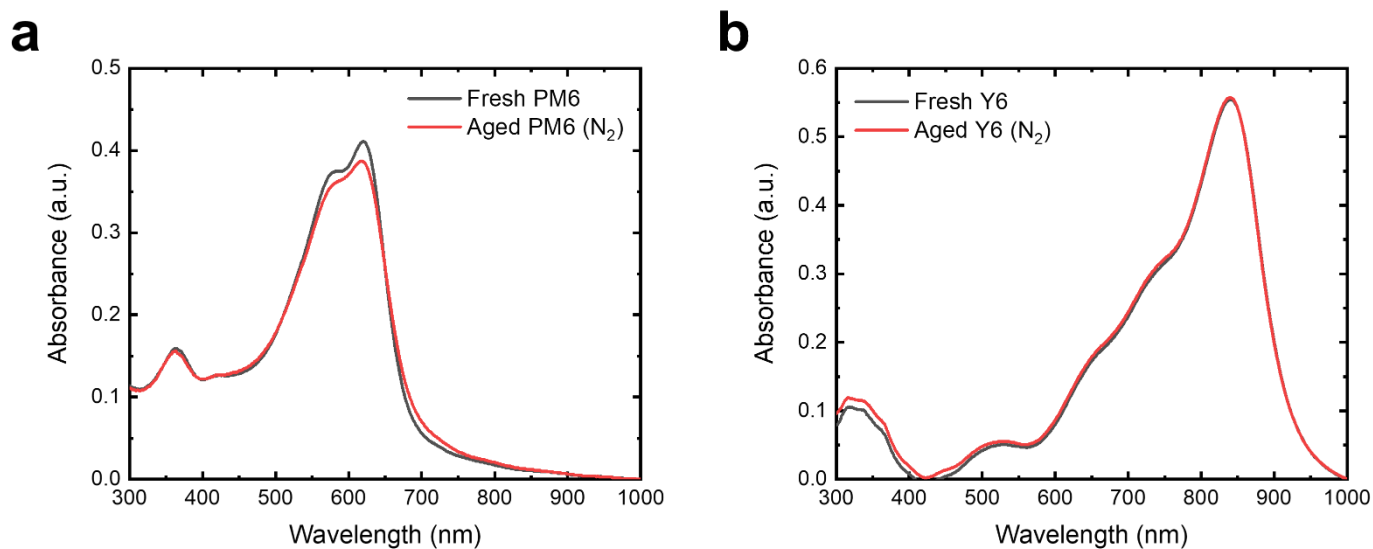 a
0.5
0.4
0.3
0.2
0.1
0.0
Absorbance (a.u.)
Fresh PM6
Aged PM6 (N₂)
300 400 500 600 700 800 900 1000
Wavelength (nm)
b
0.6
0.5
0.4
0.3
0.2
0.1
0.0
Absorbance (a.u.)
Fresh Y6
Aged Y6 (N₂)
300 400 500 600 700 800 900 1000
Wavelength (nm)